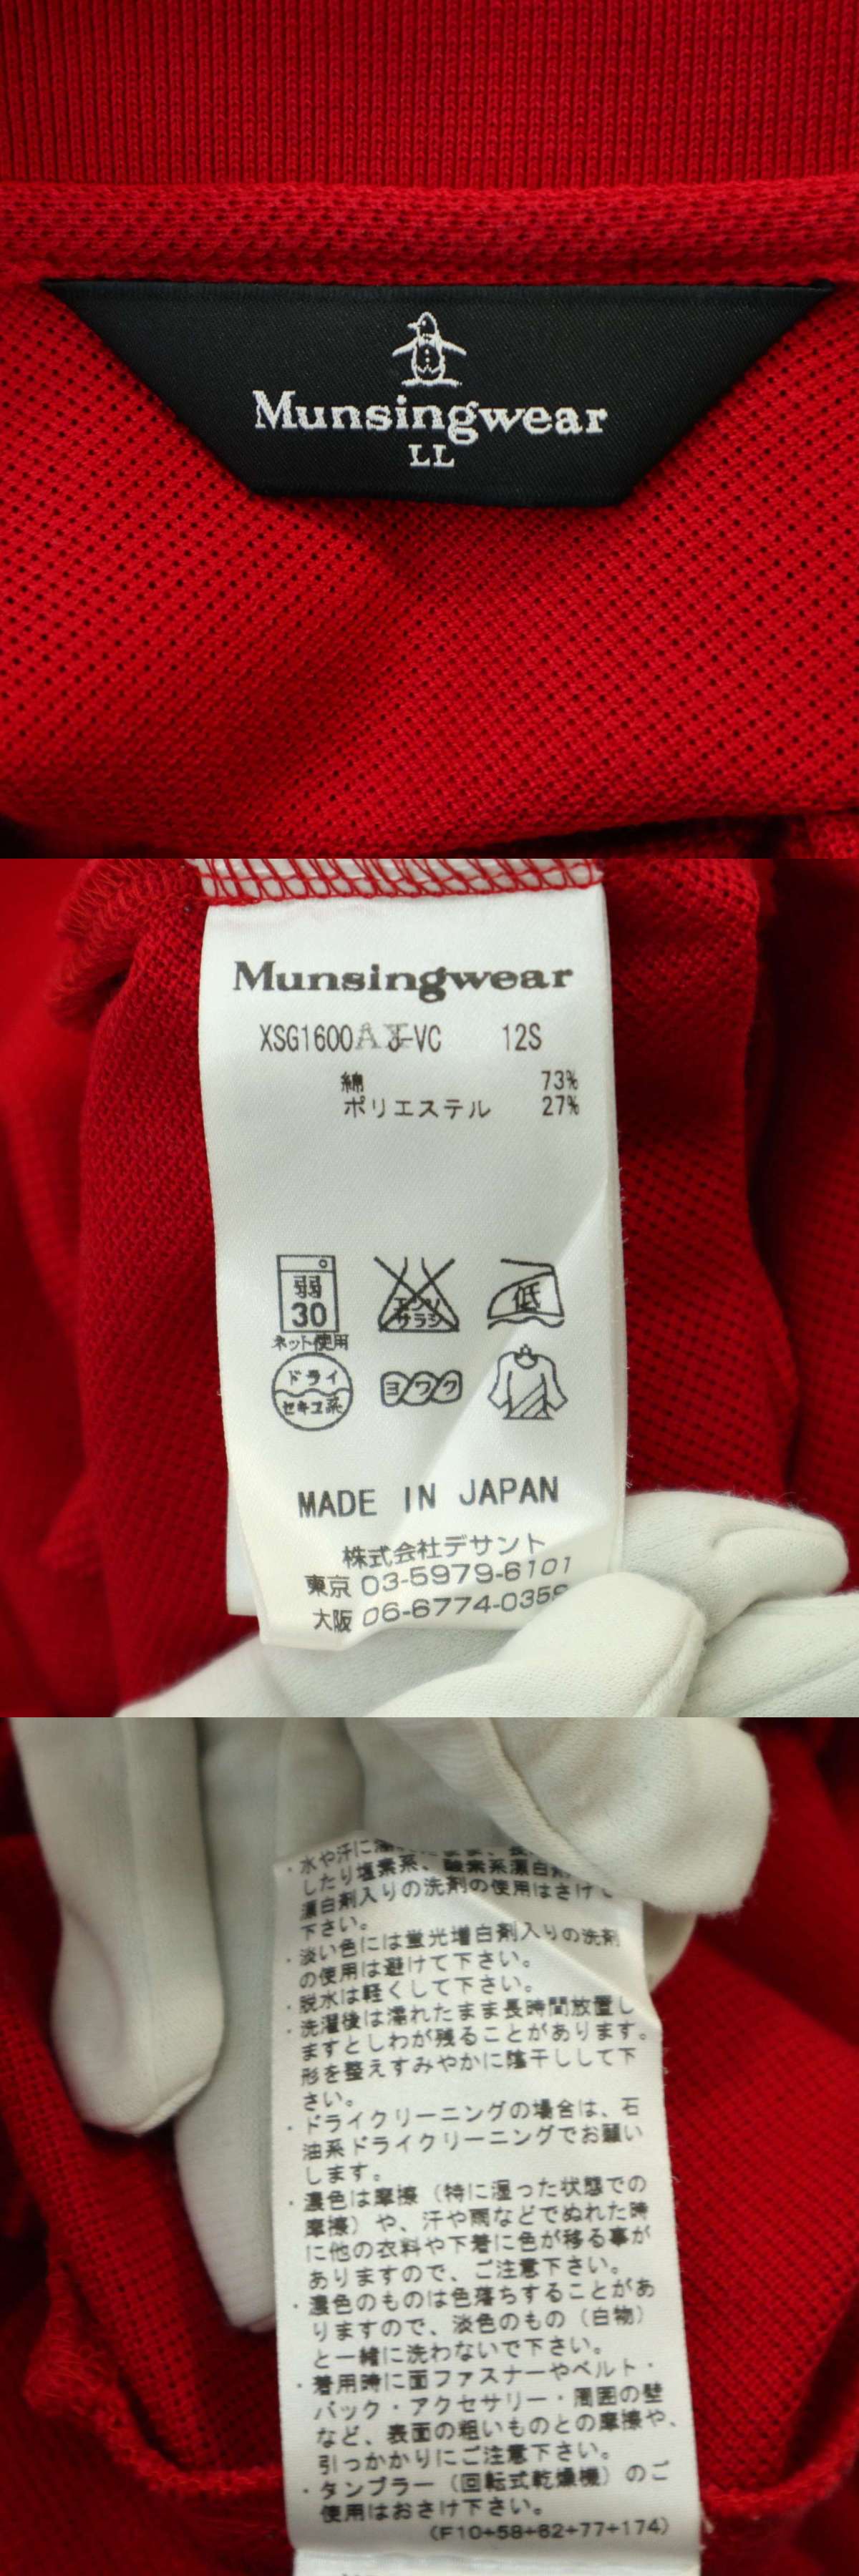 Munsingwear
LL
Munsingwear
XSG1600AX-VC 12S
綿 73%
ポリエステル 27%
弱
30
ネット使用
エンソ
サラシ
低
ドライ
セキユ系
ヨワク
MADE IN JAPAN
株式会社デサント
東京 03-5979-6101
大阪 06-6774-035
・水や汗に
したり塩素系、酸素系漂白剤
漂白剤入りの洗剤の使用はさけて
下さい。
・淡い色には蛍光増白剤入りの洗剤
の使用は避けて下さい。
・脱水は軽くして下さい。
・洗濯後は濡れたまま長時間放置し
ますとしわが残ることがあります。
形を整えすみやかに陰干しして下
さい。
・ドライクリーニングの場合は、石
油系ドライクリーニングでお願い
します。
・濃色は摩擦（特に湿った状態での
摩擦）や、汗や雨などでぬれた時
に他の衣料や下着に色が移る事が
ありますので、ご注意下さい。
・濃色のものは色落ちすることがあ
りますので、淡色のもの（白物）
と一緒に洗わないで下さい。
・着用時に面ファスナーやベルト・
バック・アクセサリー・周囲の壁
など、表面の粗いものとの摩擦や、
引っかかりにご注意下さい。
・タンブラー（回転式乾燥機）のご
使用はおさけ下さい。
(F10+58+62+77+174)